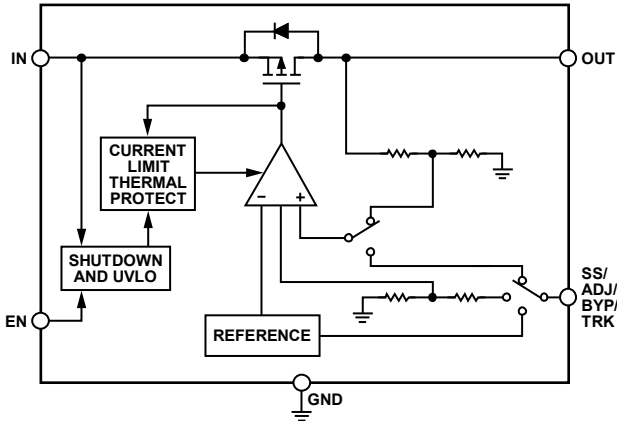 IN
OUT
CURRENT
LIMIT
THERMAL
PROTECT
−
+
SHUTDOWN
AND UVLO
SS/
ADJ/
BYP/
TRK
EN
REFERENCE
GND